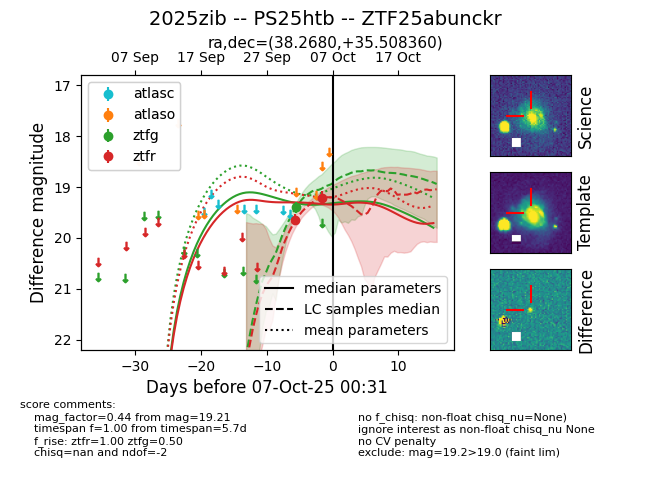 2025zib -- PS25htb -- ZTF25abunckr
ra,dec=(38.2680,+35.508360)
07 Sep 17 Sep 27 Sep 07 Oct 17 Oct
17
18
19
20
21
22
Difference magnitude
atlasc
atlaso
ztfg
ztfr
median parameters
LC samples median
mean parameters
−30 −20 −10 0 10
Days before 07-Oct-25 00:31
Science
Template
Difference
score comments:
mag_factor=0.44 from mag=19.21
timespan f=1.00 from timespan=5.7d
f_rise: ztfr=1.00 ztfg=0.50
chisq=nan and ndof=-2
no f_chisq: non-float chisq_nu=None)
ignore interest as non-float chisq_nu None
no CV penalty
exclude: mag=19.2>19.0 (faint lim)